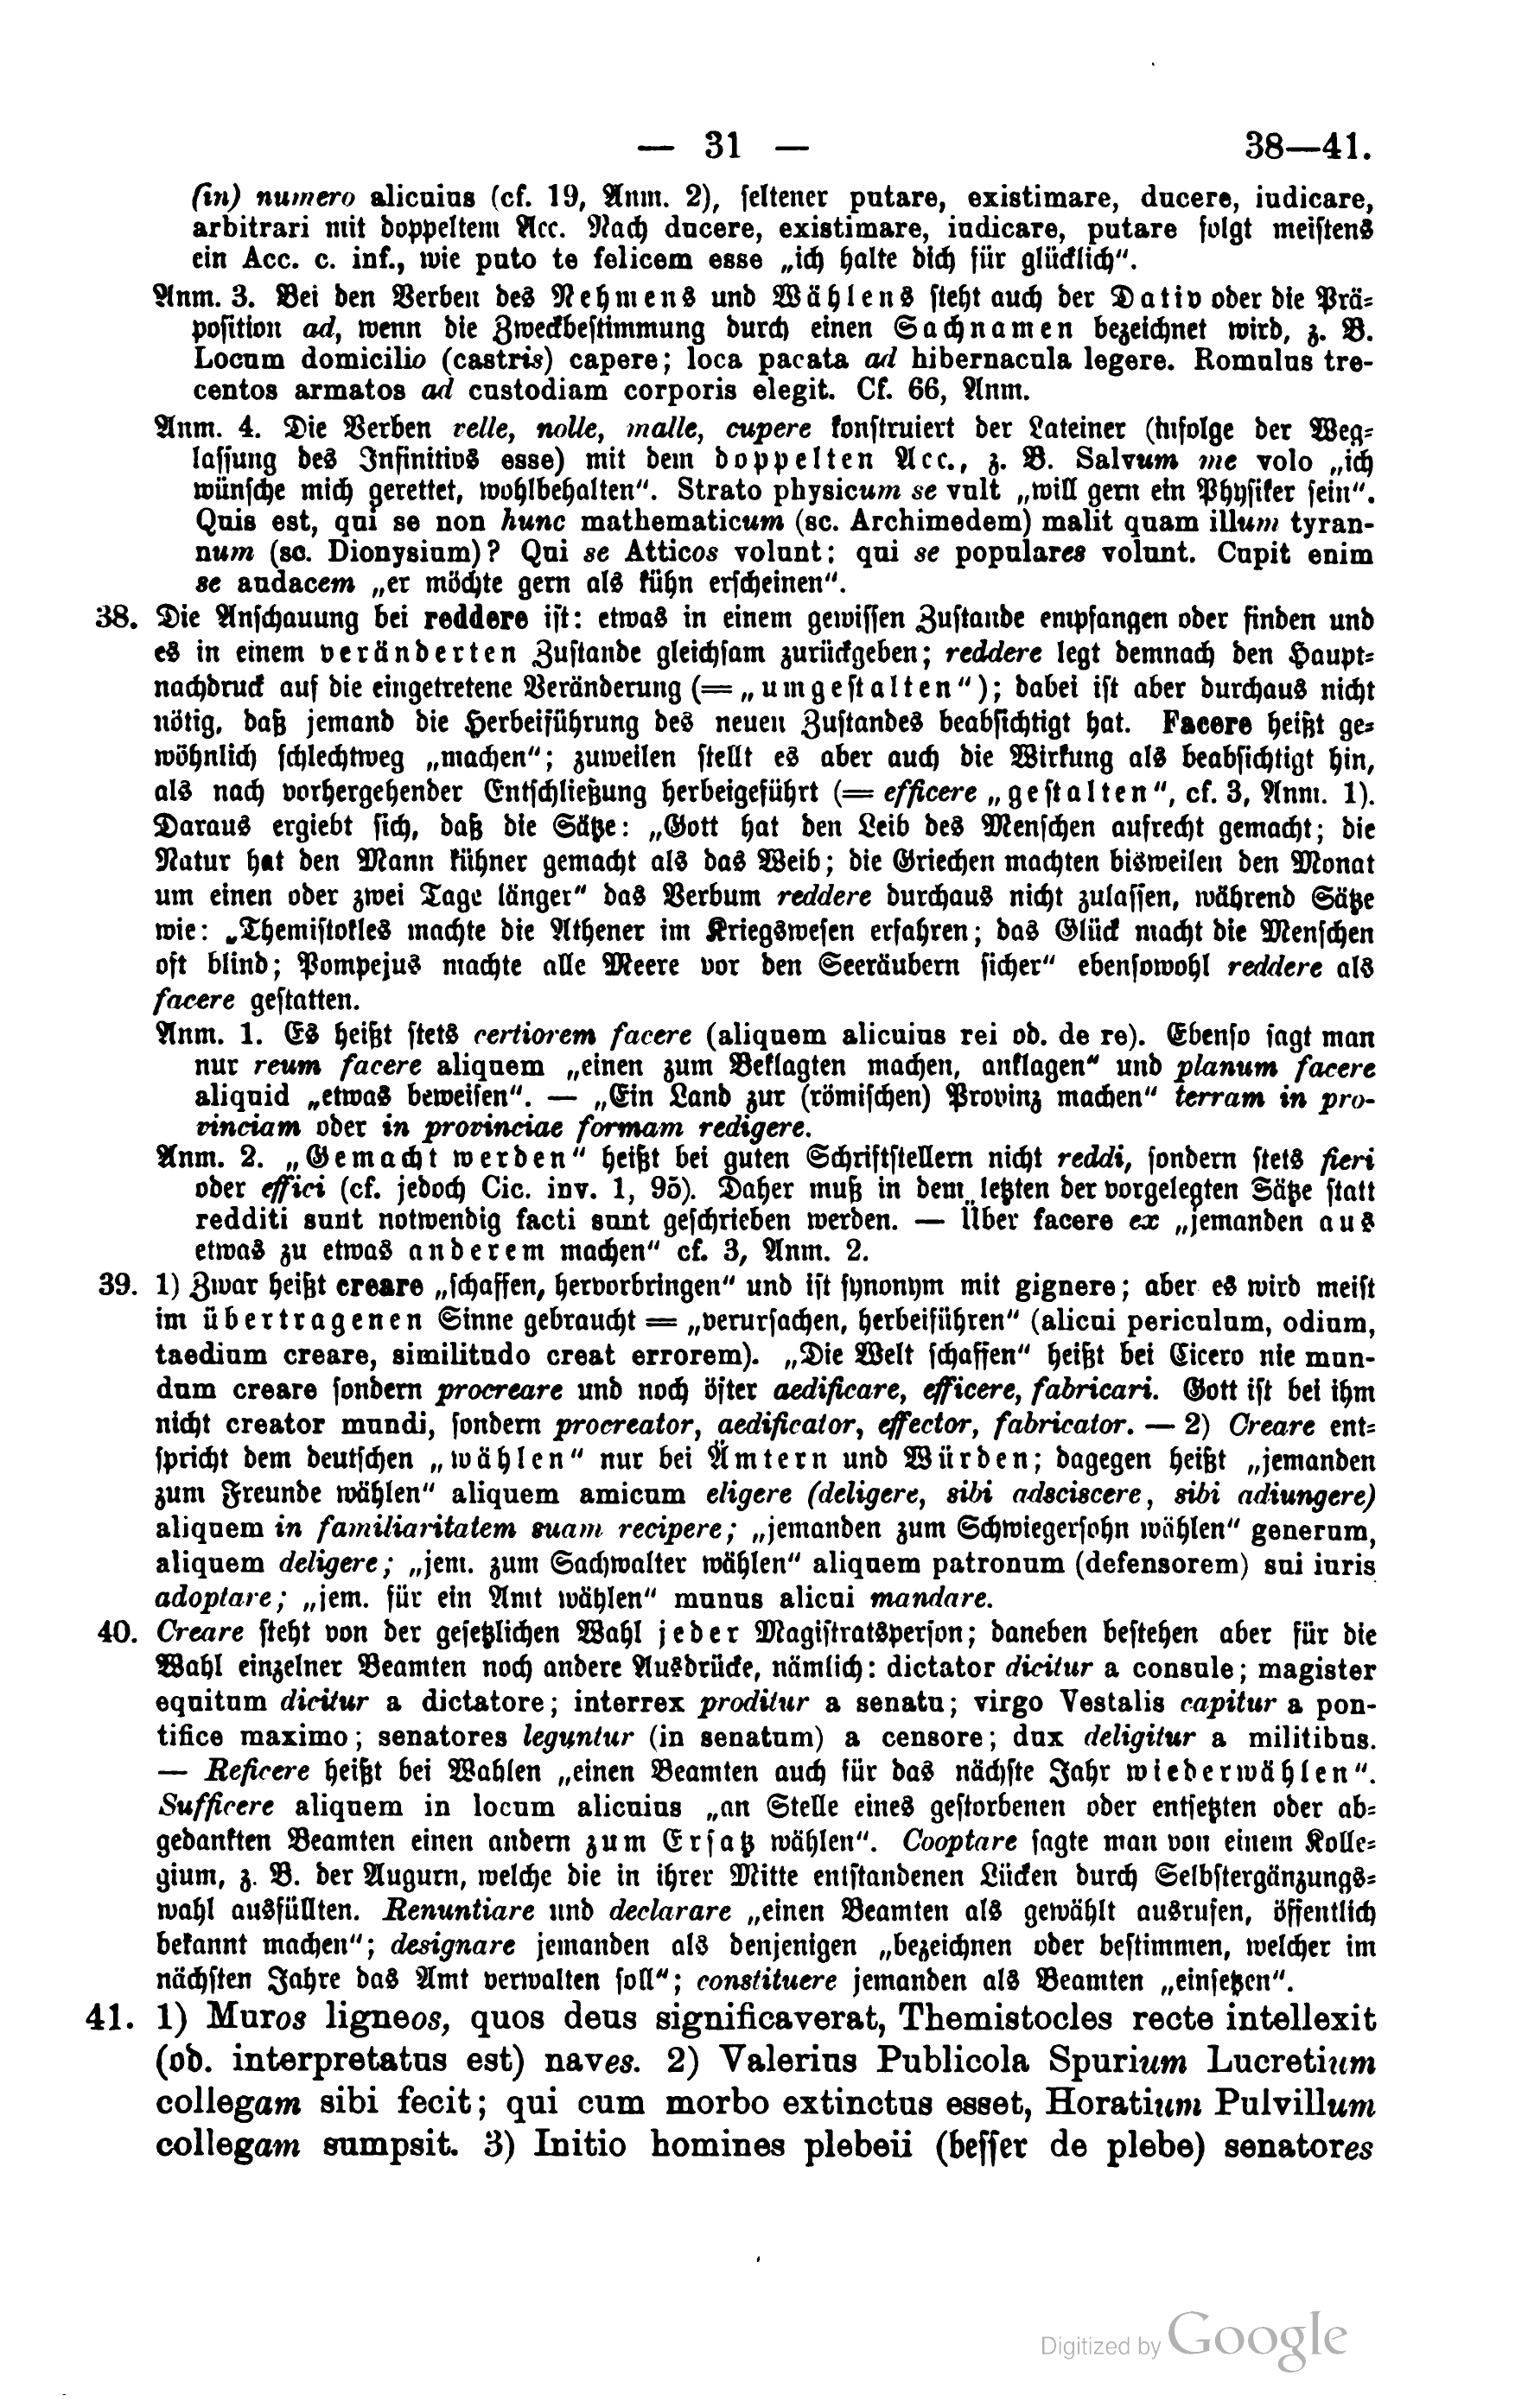 — 31 — 38—41.
(in) numero alicuius (cf. 19, Anm. 2), seltener putare, existimare, ducere, iudicare,
arbitrari mit doppeltem Acc. Nach ducere, existimare, iudicare, putare folgt meistens
ein Acc. c. inf., wie puto te felicem esse „ich halte dich für glücklich“.
Anm. 3. Bei den Verben des Nehmens und Wählens steht auch der Dativ oder die Prä-
position ad, wenn die Zweckbestimmung durch einen Sachnamen bezeichnet wird, z. B.
Locum domicilio (castris) capere; loca pacata ad hibernacula legere. Romulus tre-
centos armatos ad custodiam corporis elegit. Cf. 66, Anm.
Anm. 4. Die Verben velle, nolle, malle, cupere konstruiert der Lateiner (infolge der Weg-
lassung des Infinitivs esse) mit dem doppelten Acc., z. B. Salvum me volo „ich
wünsche mich gerettet, wohlbehalten“. Strato physicum se vult „will gern ein Physiker sein“.
Quis est, qui se non hunc mathematicum (sc. Archimedem) malit quam illum tyran-
num (sc. Dionysium)? Qui se Atticos volunt; qui se populares volunt. Cupit enim
se audacem „er möchte gern als kühn erscheinen“.
38. Die Anschauung bei reddere ist: etwas in einem gewissen Zustande empfangen oder finden und
es in einem veränderten Zustande gleichsam zurückgeben; reddere legt demnach den Haupt-
nachdruck auf die eingetretene Veränderung (= „umgestalten“); dabei ist aber durchaus nicht
nötig, daß jemand die Herbeiführung des neuen Zustandes beabsichtigt hat. Facere heißt ge-
wöhnlich schlechtweg „machen“; zuweilen stellt es aber auch die Wirkung als beabsichtigt hin,
als nach vorhergehender Entschließung herbeigeführt (= efficere „gestalten“, cf. 3, Anm. 1).
Daraus ergiebt sich, daß die Sätze: „Gott hat den Leib des Menschen aufrecht gemacht; die
Natur hat den Mann kühner gemacht als das Weib; die Griechen machten bisweilen den Monat
um einen oder zwei Tage länger“ das Verbum reddere durchaus nicht zulassen, während Sätze
wie: „Themistokles machte die Athener im Kriegswesen erfahren; das Glück macht die Menschen
oft blind; Pompejus machte alle Meere vor den Seeräubern sicher“ ebensowohl reddere als
facere gestatten.
Anm. 1. Es heißt stets certiorem facere (aliquem alicuius rei ob. de re). Ebenso sagt man
nur reum facere aliquem „einen zum Beklagten machen, anklagen“ und planum facere
aliquid „etwas beweisen“. — „Ein Land zur (römischen) Provinz machen“ terram in pro-
vinciam oder in provinciae formam redigere.
Anm. 2. „Gemacht werden“ heißt bei guten Schriftstellern nicht reddi, sondern stets fieri
oder effici (cf. jedoch Cic. inv. 1, 95). Daher muß in dem letzten der vorgelegten Sätze statt
redditi sunt notwendig facti sunt geschrieben werden. — Über facere ex „jemanden aus
etwas zu etwas anderem machen“ cf. 3, Anm. 2.
39. 1) Zwar heißt creare „schaffen, hervorbringen“ und ist synonym mit gignere; aber es wird meist
im übertragenen Sinne gebraucht = „verursachen, herbeiführen“ (alicui periculum, odium,
taedium creare, similitudo creat errorem). „Die Welt schaffen“ heißt bei Cicero nie mun-
dum creare sondern procreare und noch öfter aedificare, efficere, fabricari. Gott ist bei ihm
nicht creator mundi, sondern procreator, aedificator, effector, fabricator. — 2) Creare ent-
spricht dem deutschen „wählen“ nur bei Ämtern und Würden; dagegen heißt „jemanden
zum Freunde wählen“ aliquem amicum eligere (deligere, sibi adsciscere, sibi adiungere)
aliquem in familiaritatem suam recipere; „jemanden zum Schwiegersohn wählen“ generum,
aliquem deligere; „jem. zum Sachwalter wählen“ aliquem patronum (defensorem) sui iuris
adoptare; „jem. für ein Amt wählen“ munus alicui mandare.
40. Creare steht von der gesetzlichen Wahl jeder Magistratsperson; daneben bestehen aber für die
Wahl einzelner Beamten noch andere Ausdrücke, nämlich: dictator dicitur a consule; magister
equitum dicitur a dictatore; interrex proditur a senatu; virgo Vestalis capitur a pon-
tifice maximo; senatores leguntur (in senatum) a censore; dux deligitur a militibus.
— Reficere heißt bei Wahlen „einen Beamten auch für das nächste Jahr wiederwählen“.
Sufficere aliquem in locum alicuius „an Stelle eines gestorbenen oder entsetzten oder ab-
gedankten Beamten einen andern zum Ersatz wählen“. Cooptare sagte man von einem Kolle-
gium, z. B. der Augurn, welche die in ihrer Mitte entstandenen Lücken durch Selbstergänzungs-
wahl ausfüllten. Renuntiare und declarare „einen Beamten als gewählt ausrufen, öffentlich
bekannt machen“; designare jemanden als denjenigen „bezeichnen oder bestimmen, welcher im
nächsten Jahre das Amt verwalten soll“; constituere jemanden als Beamten „einsetzen“.
41. 1) Muros ligneos, quos deus significaverat, Themistocles recte intellexit
(ob. interpretatus est) naves. 2) Valerius Publicola Spurium Lucretium
collegam sibi fecit; qui cum morbo extinctus esset, Horatium Pulvillum
collegam sumpsit. 3) Initio homines plebeii (besser de plebe) senatores
Digitized by Google